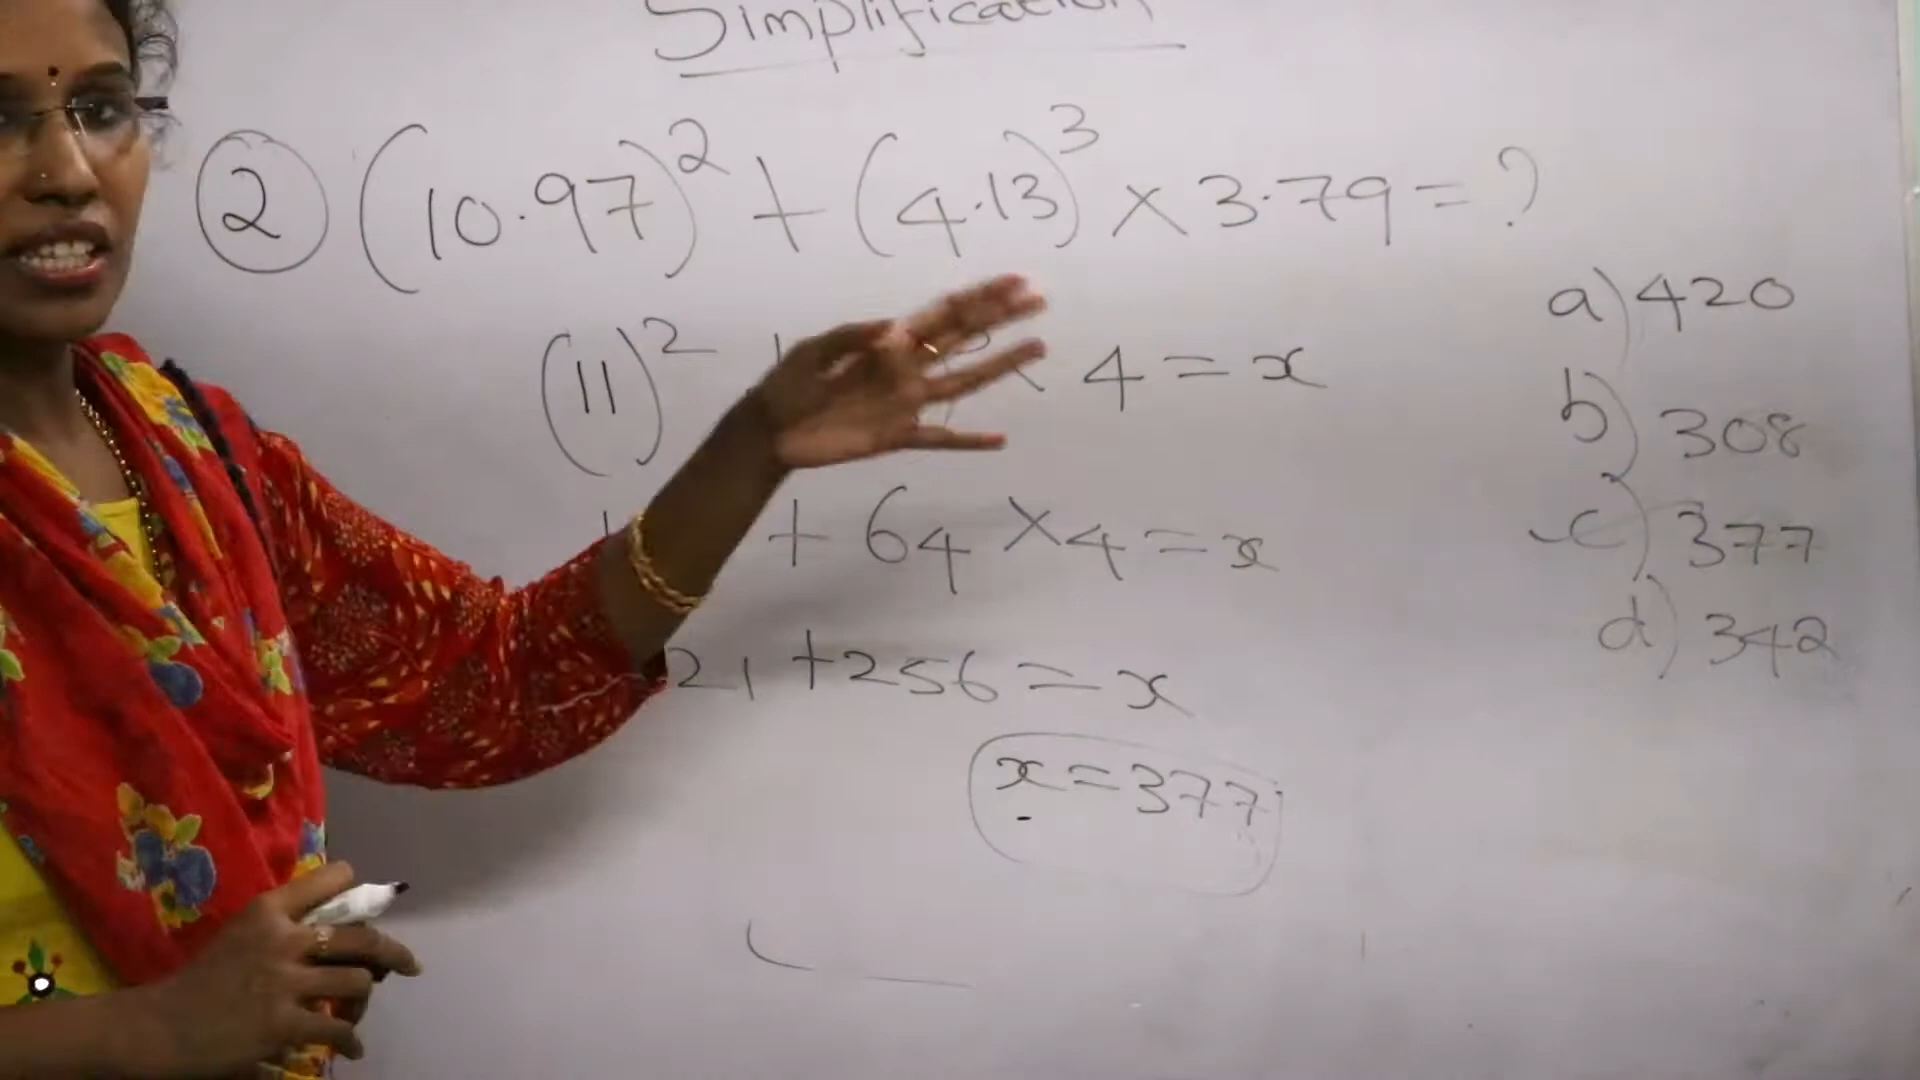 Simplification
② (10.97)² + (4.13)³ × 3.79 = ?
(11)² + × 4 = x
+ 64 × 4 = x
21 + 256 = x
x = 377
a) 420
b) 308
c) 377
d) 342